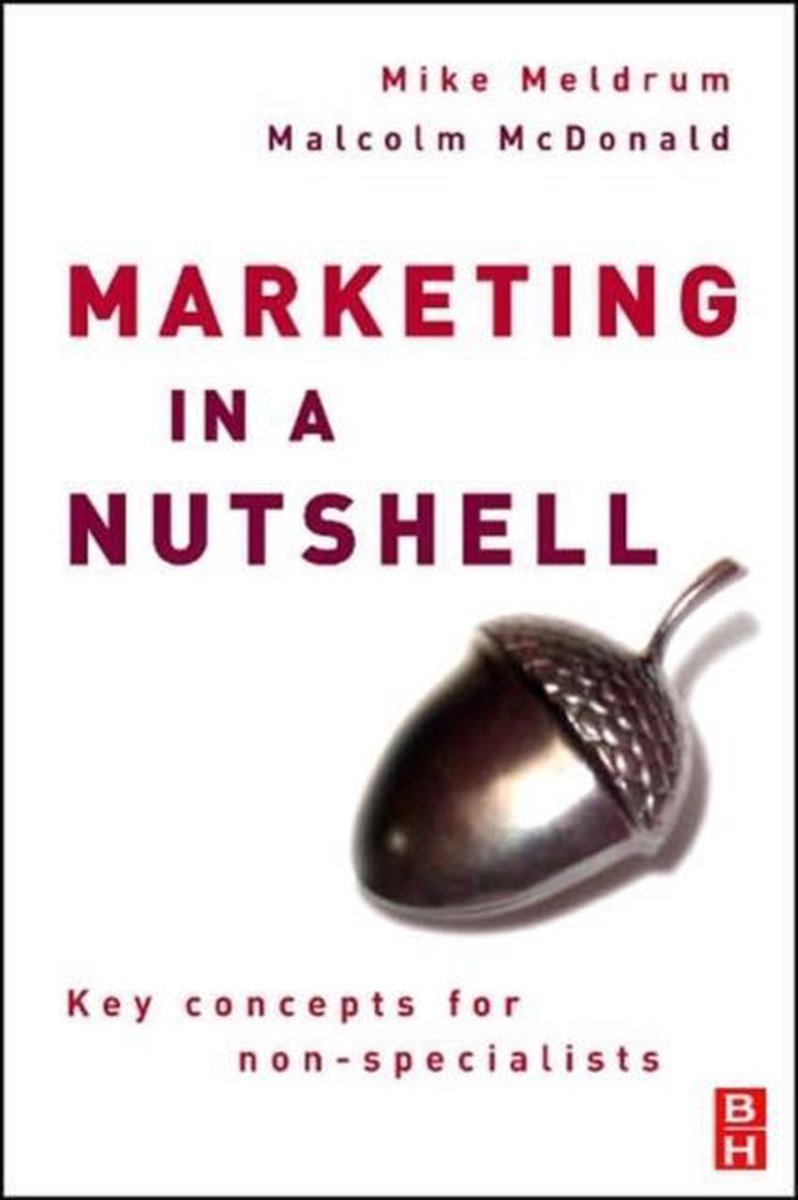 Mike Meldrum
Malcolm McDonald
MARKETING
IN A
NUTSHELL
Key concepts for
non-specialists
B
H